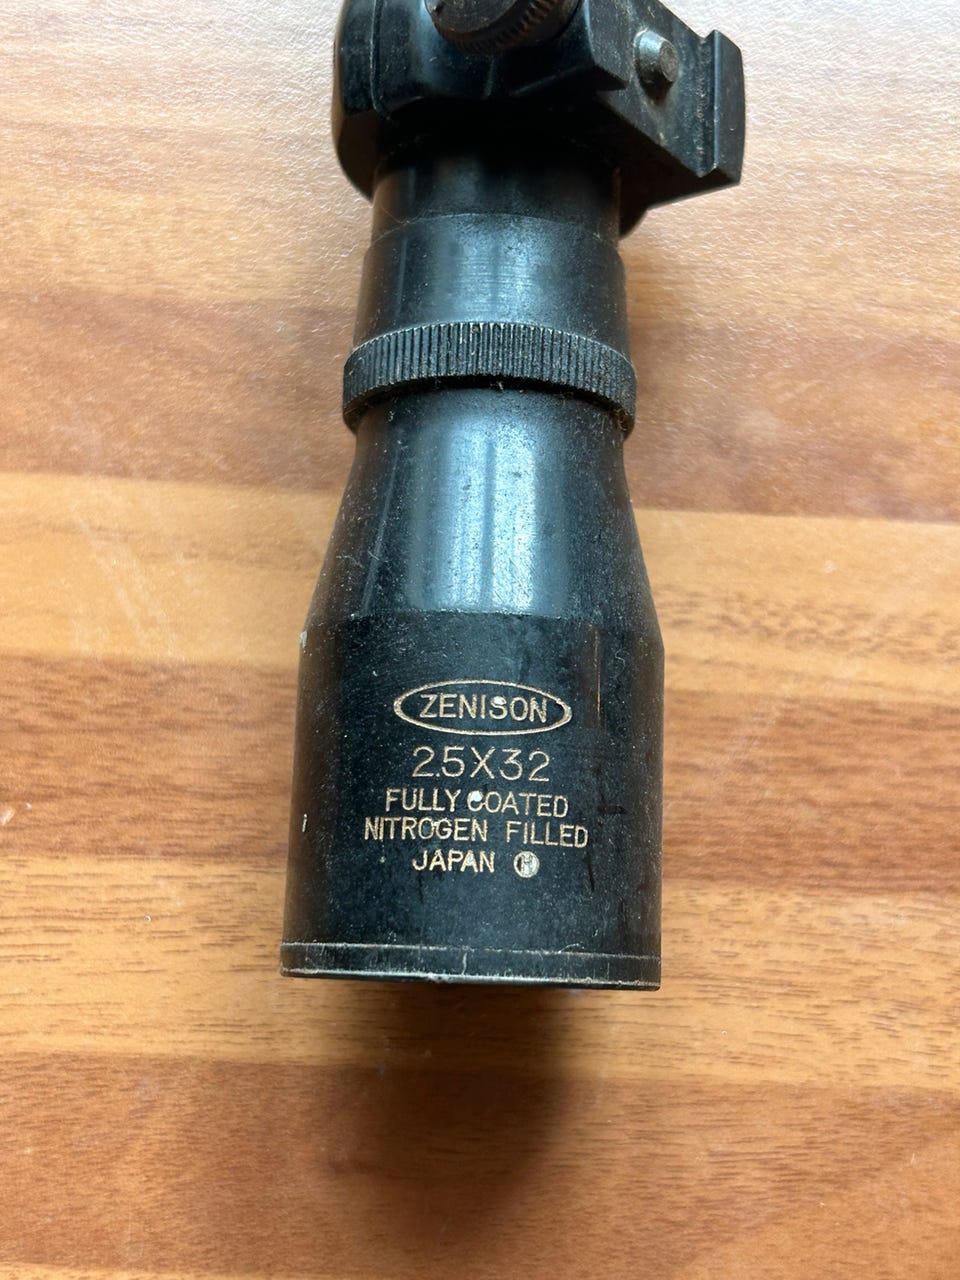 ZENISON
2.5X32
FULLY COATED
NITROGEN FILLED
JAPAN H